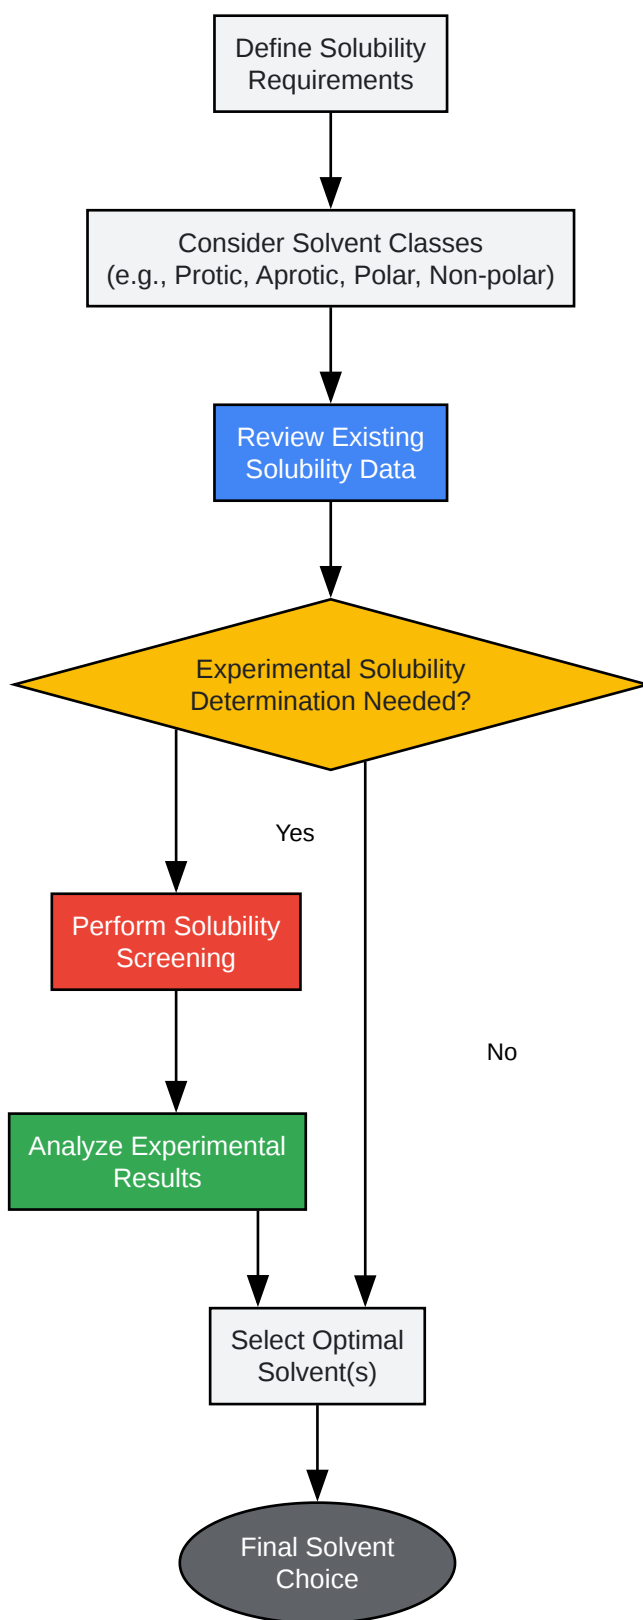 Define Solubility
Requirements
Consider Solvent Classes
(e.g., Protic, Aprotic, Polar, Non-polar)
Review Existing
Solubility Data
Experimental Solubility
Determination Needed?
Yes
Perform Solubility
Screening
No
Analyze Experimental
Results
Select Optimal
Solvent(s)
Final Solvent
Choice